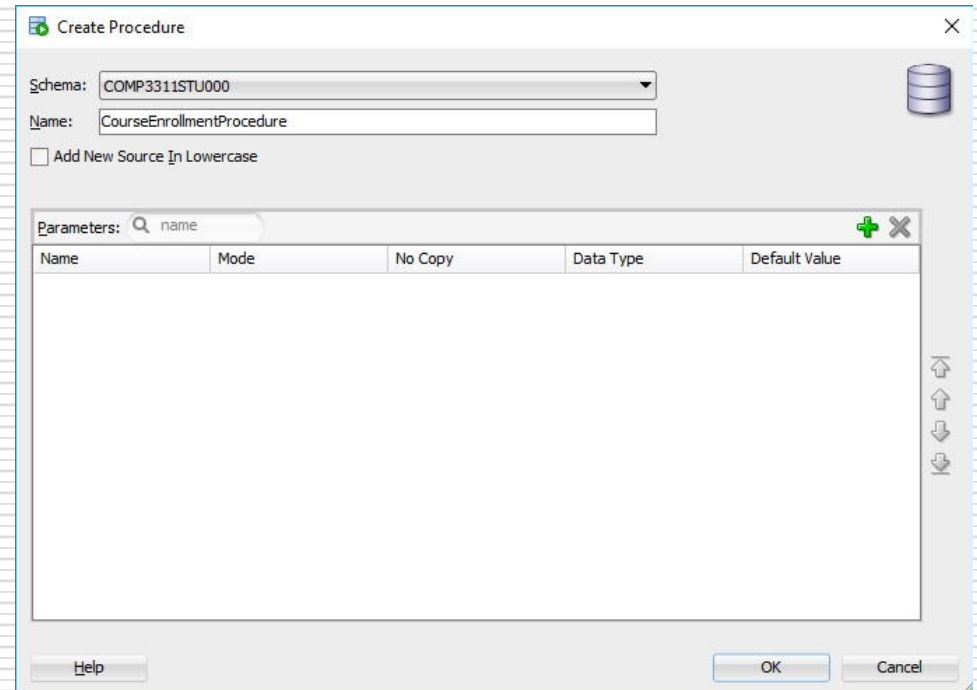 Create Procedure
Schema: COMP3311STU000
Name: CourseEnrollmentProcedure
Add New Source In Lowercase
Parameters: name
Name Mode No Copy Data Type Default Value
Help OK Cancel